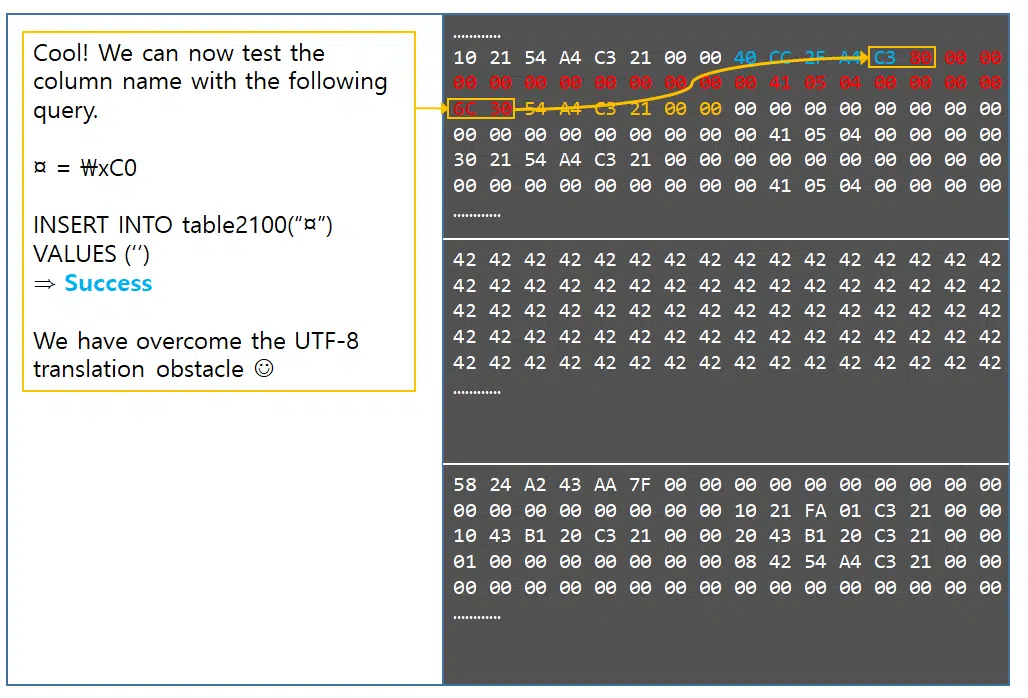 Cool! We can now test the
column name with the following
query.
¤ = ₩xC0
INSERT INTO table2100(“¤”)
VALUES (‘’)
⇒ Success
We have overcome the UTF-8
translation obstacle ☺
............
10 21 54 A4 C3 21 00 00 40 CC 2F A4 C3 80 00 00
00 00 00 00 00 00 00 00 00 41 05 04 00 00 00 00
6C 30 54 A4 C3 21 00 00 00 00 00 00 00 00 00 00
00 00 00 00 00 00 00 00 00 41 05 04 00 00 00 00
30 21 54 A4 C3 21 00 00 00 00 00 00 00 00 00 00
00 00 00 00 00 00 00 00 00 41 05 04 00 00 00 00
............
42 42 42 42 42 42 42 42 42 42 42 42 42 42 42 42
42 42 42 42 42 42 42 42 42 42 42 42 42 42 42 42
42 42 42 42 42 42 42 42 42 42 42 42 42 42 42 42
42 42 42 42 42 42 42 42 42 42 42 42 42 42 42 42
42 42 42 42 42 42 42 42 42 42 42 42 42 42 42 42
............
58 24 A2 43 AA 7F 00 00 00 00 00 00 00 00 00 00
00 00 00 00 00 00 00 00 10 21 FA 01 C3 21 00 00
10 43 B1 20 C3 21 00 00 20 43 B1 20 C3 21 00 00
01 00 00 00 00 00 00 00 08 42 54 A4 C3 21 00 00
00 00 00 00 00 00 00 00 00 00 00 00 00 00 00 00
............